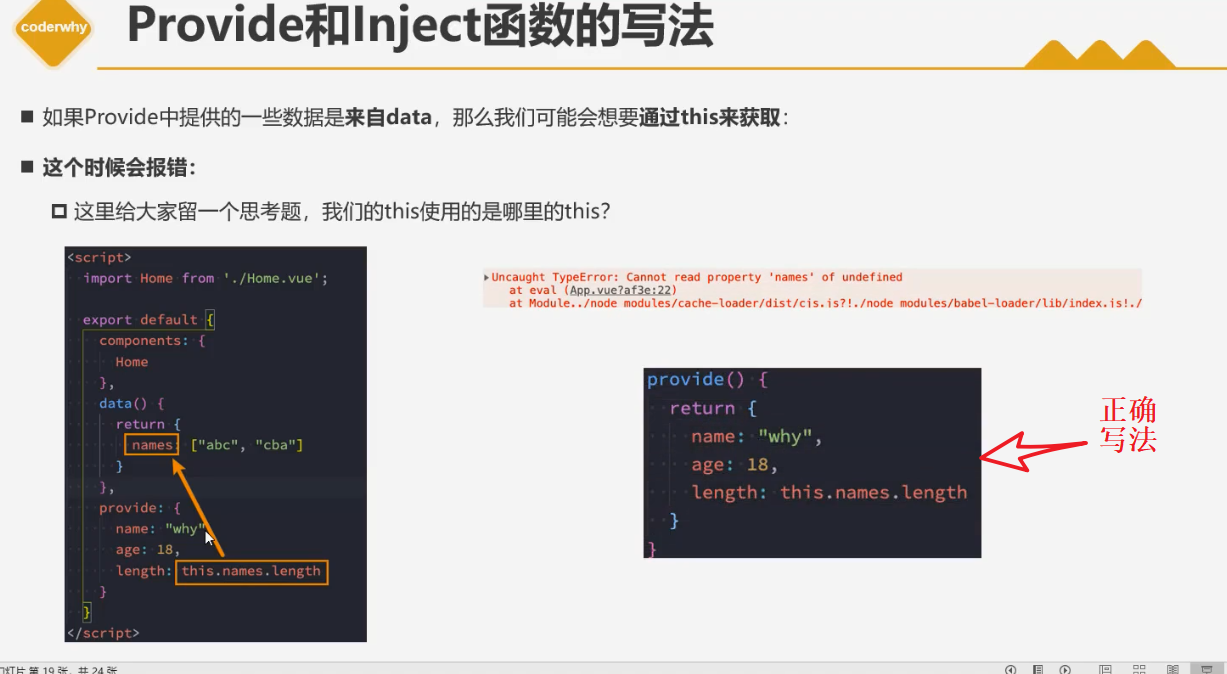 coderwhy
Provide和Inject函数的写法
如果Provide中提供的一些数据是来自data，那么我们可能会想要通过this来获取：
这个时候会报错：
这里给大家留一个思考题，我们的this使用的是哪里的this？
<script>
import Home from './Home.vue';
export default {
components: {
Home
},
data() {
return {
names: ["abc", "cba"]
}
},
provide: {
name: "why"
age: 18,
length: this.names.length
}
}
</script>
Uncaught TypeError: Cannot read property 'names' of undefined
at eval (App.vue?af3e:22)
at Module../node modules/cache-loader/dist/cjs.js?!./node modules/babel-loader/lib/index.js!./
provide() {
return {
name: "why",
age: 18,
length: this.names.length
}
}
正确
写法
幻灯片 第 19 张，共 24 张